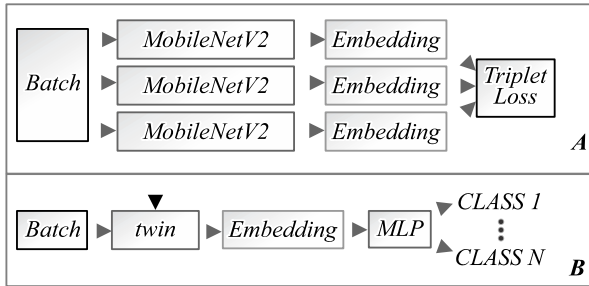 Batch
MobileNetV2
Embedding
MobileNetV2
Embedding
MobileNetV2
Embedding
Triplet
Loss
A
Batch
twin
Embedding
MLP
CLASS 1
CLASS N
B